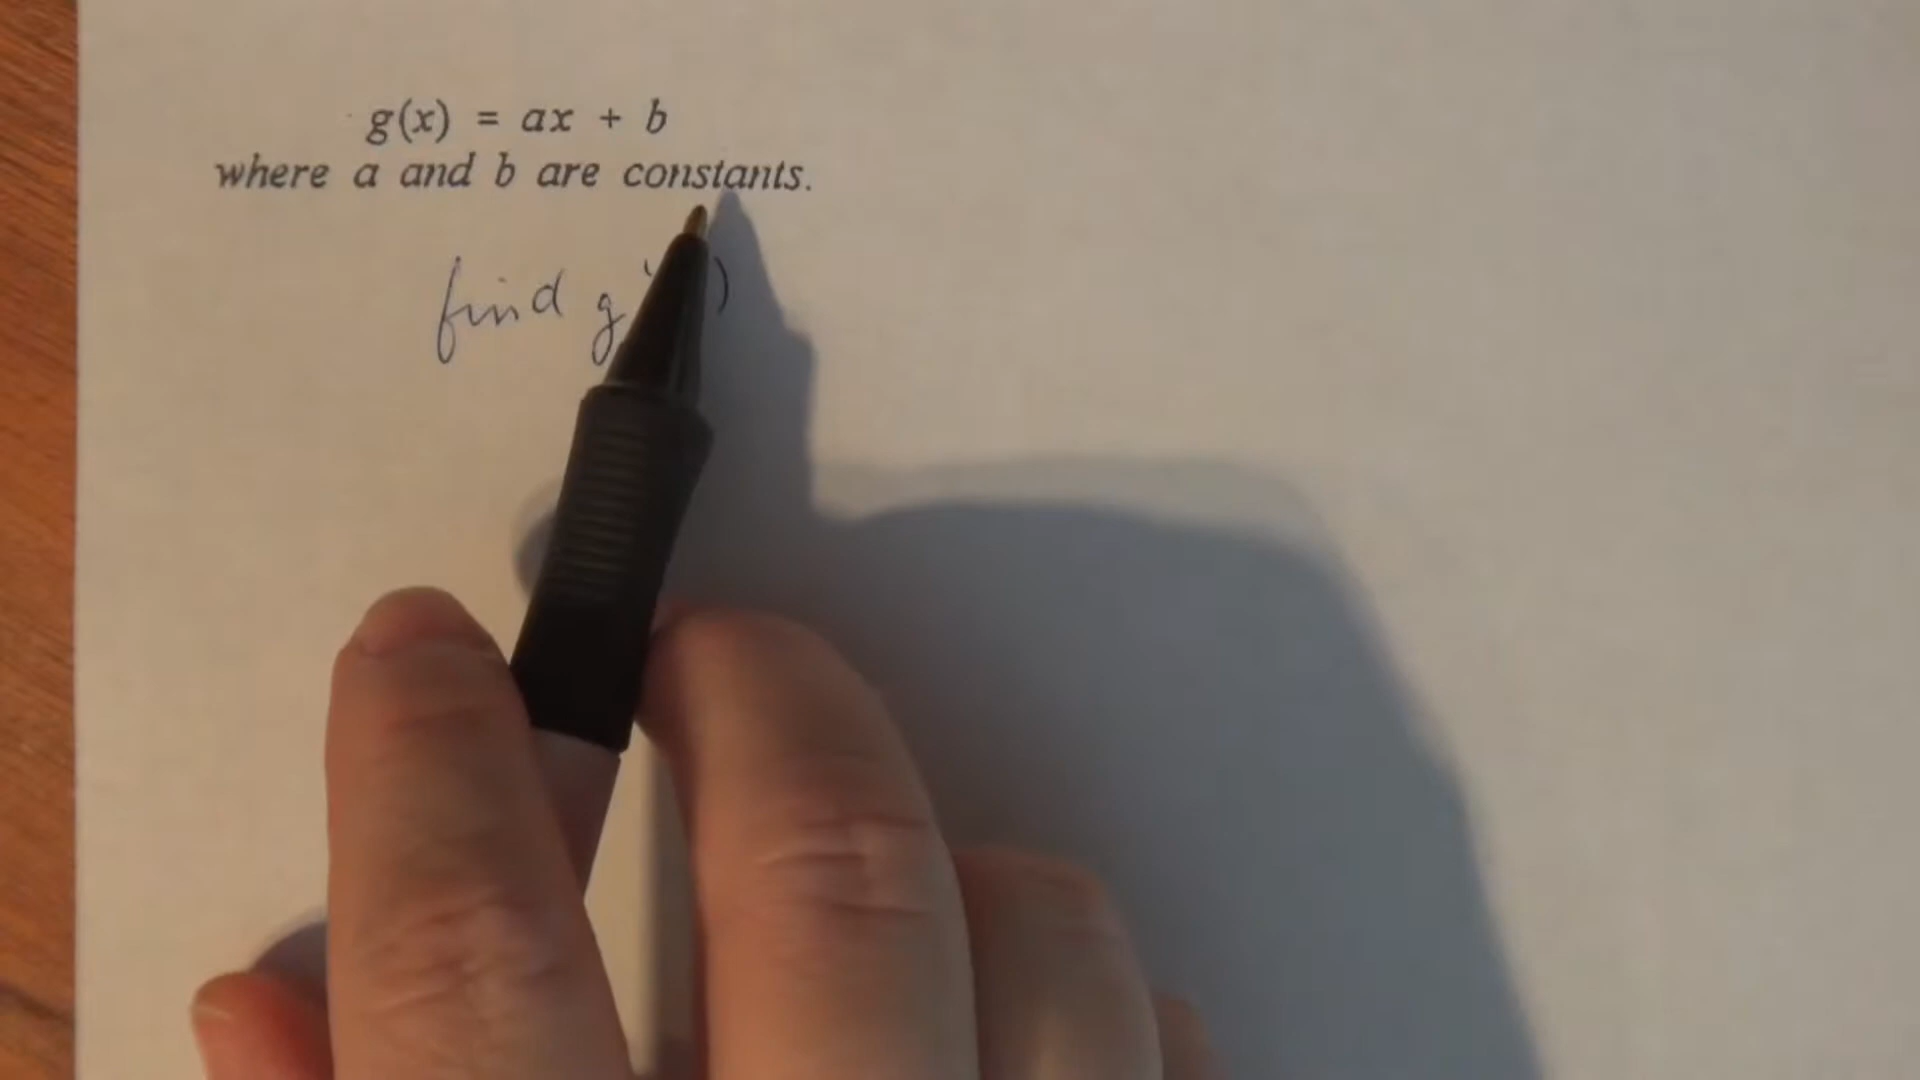 g(x) = ax + b
where a and b are constants.
find g' )